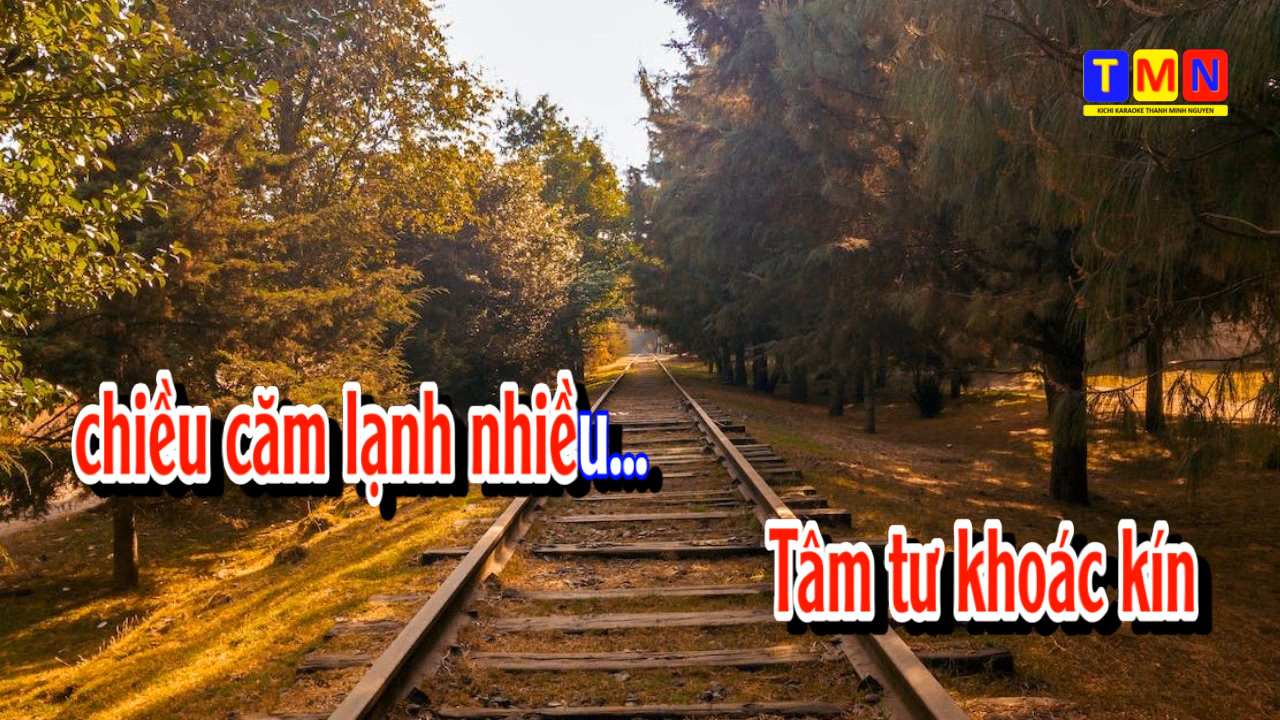 TMN
KICHI KARAOKE THANH MINH NGUYEN
chiều căm lạnh nhiều...
Tâm tư khoác kín